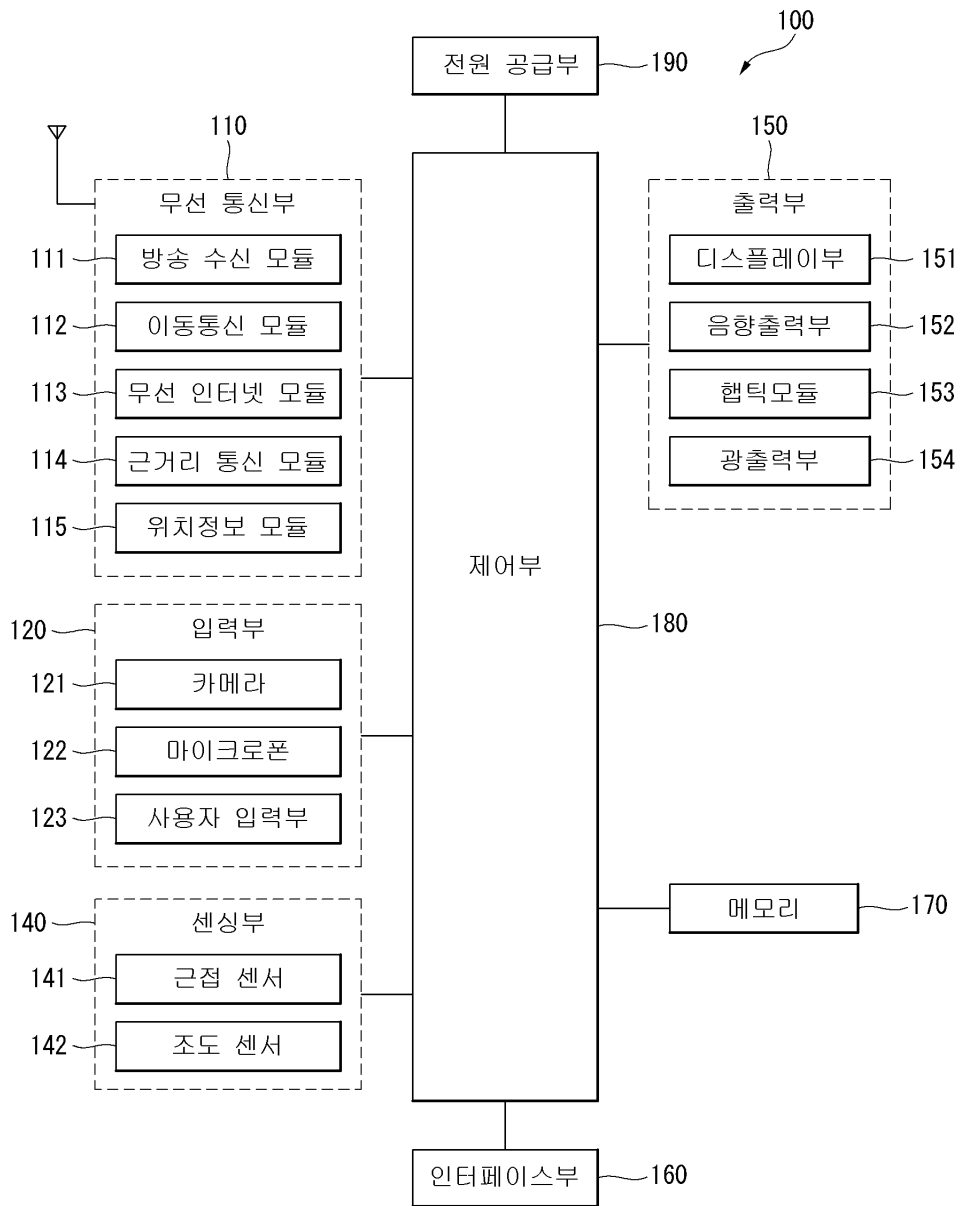 100
전원 공급부
190
110
무선 통신부
111
방송 수신 모듈
112
이동통신 모듈
113
무선 인터넷 모듈
114
근거리 통신 모듈
115
위치정보 모듈
120
입력부
121
카메라
122
마이크로폰
123
사용자 입력부
140
센싱부
141
근접 센서
142
조도 센서
제어부
180
150
출력부
디스플레이부
151
음향출력부
152
햅틱모듈
153
광출력부
154
메모리
170
인터페이스부
160